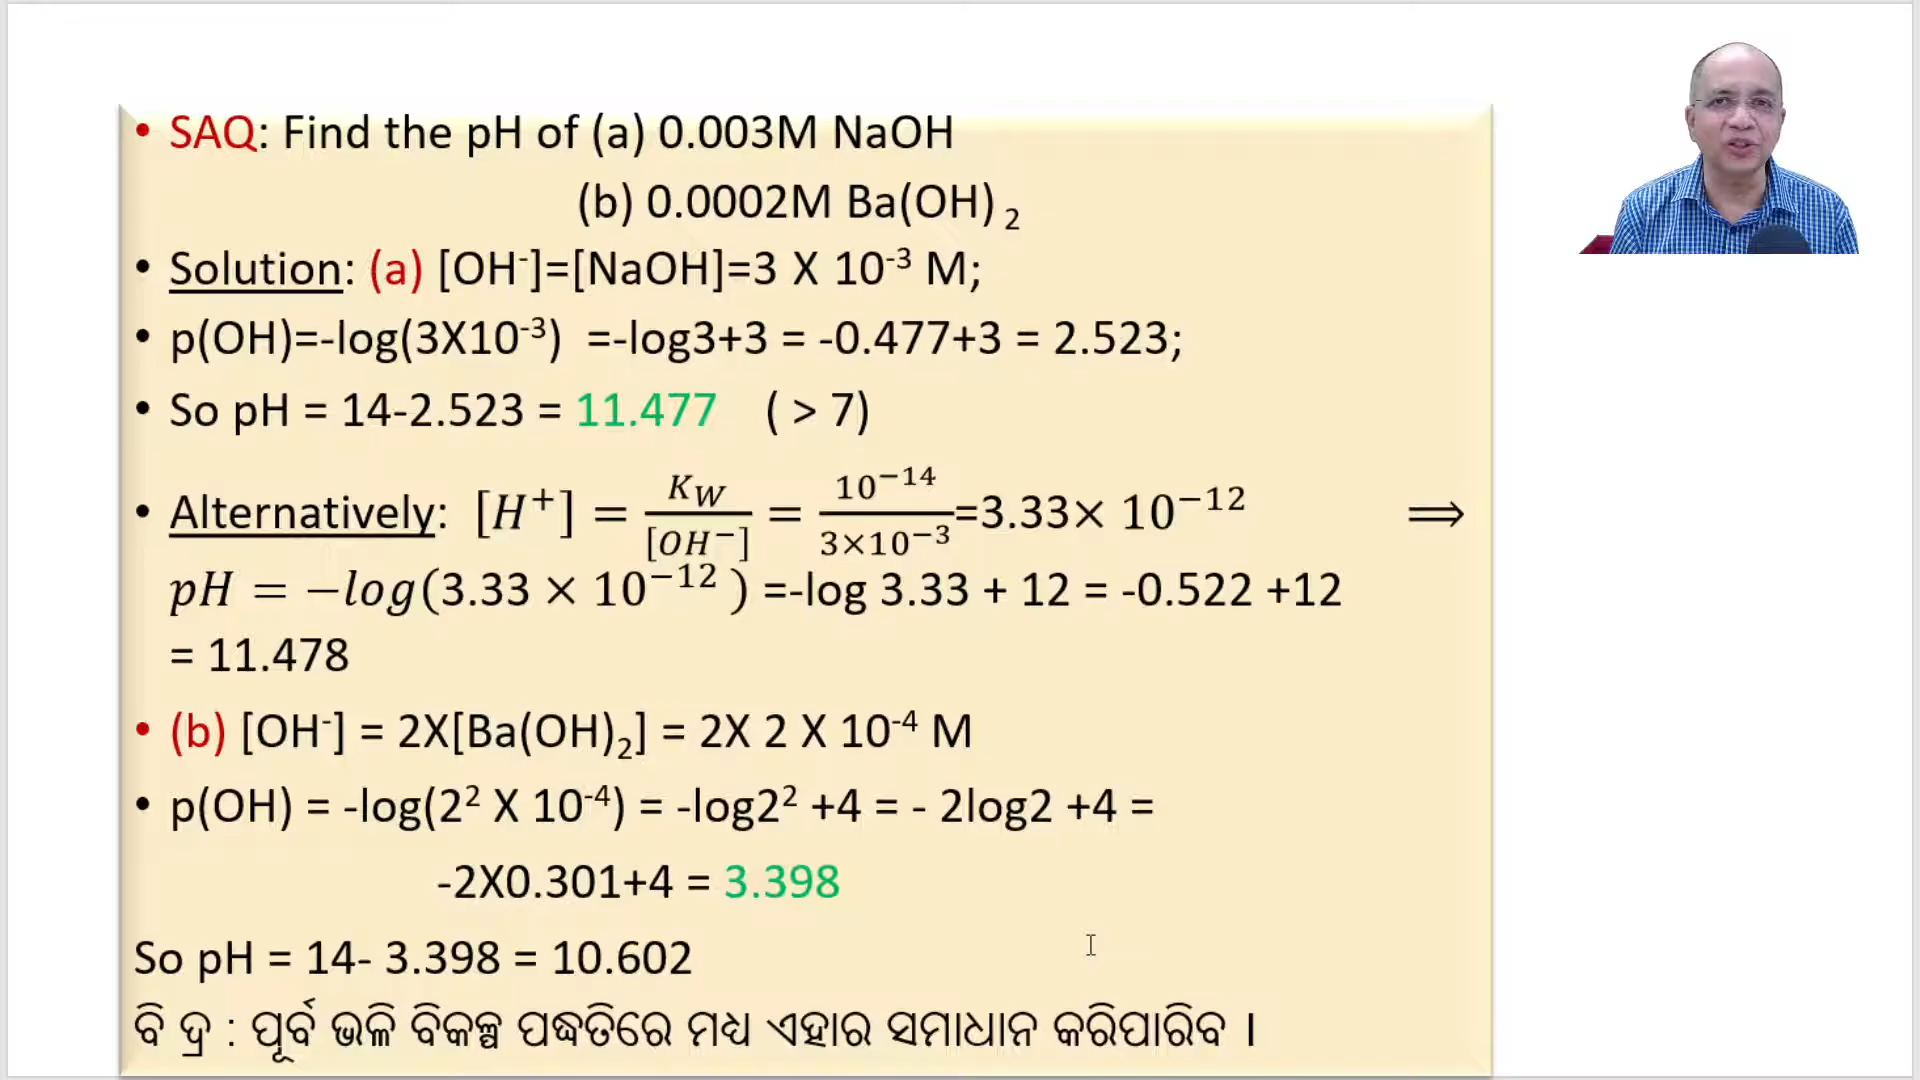 • SAQ: Find the pH of (a) 0.003M NaOH
(b) 0.0002M Ba(OH) ₂
• Solution: (a) [OH⁻]=[NaOH]=3 X 10⁻³ M;
• p(OH)=-log(3X10⁻³) =-log3+3 = -0.477+3 = 2.523;
• So pH = 14-2.523 = 11.477 ( > 7)
• Alternatively: [H⁺] = K_W/[OH⁻] = 10⁻¹⁴/3×10⁻³ =3.33× 10⁻¹² ⟹
pH = −log(3.33 × 10⁻¹² ) =-log 3.33 + 12 = -0.522 +12
= 11.478
• (b) [OH⁻] = 2X[Ba(OH)₂] = 2X 2 X 10⁻⁴ M
• p(OH) = -log(2² X 10⁻⁴) = -log2² +4 = - 2log2 +4 =
-2X0.301+4 = 3.398
So pH = 14- 3.398 = 10.602
ବି ଦ୍ର : ପୂର୍ବ ଭଳି ବିକଳ୍ପ ପଦ୍ଧତିରେ ମଧ୍ୟ ଏହାର ସମାଧାନ କରିପାରିବ ।